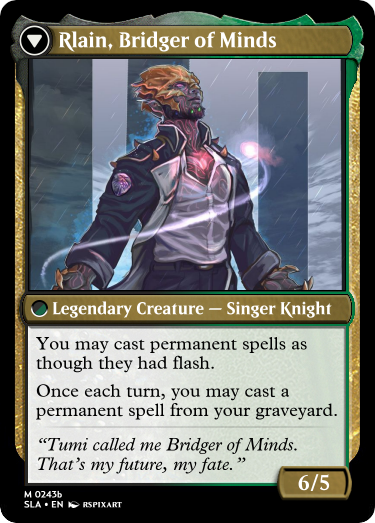 Rlain, Bridger of Minds
Legendary Creature — Singer Knight
You may cast permanent spells as
though they had flash.
Once each turn, you may cast a
permanent spell from your graveyard.
“Tumi called me Bridger of Minds.
That’s my future, my fate.”
6/5
M 0243b
SLA • EN RSPIXART